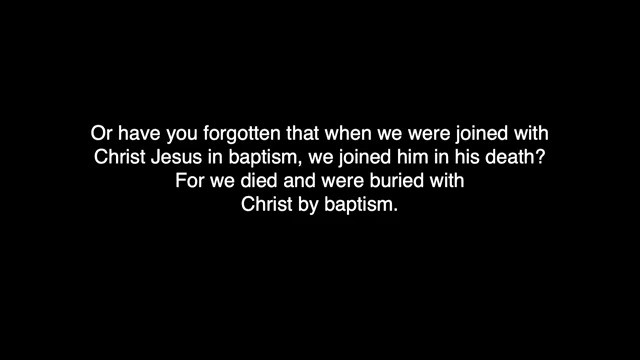 Or have you forgotten that when we were joined with
Christ Jesus in baptism, we joined him in his death?
For we died and were buried with
Christ by baptism.